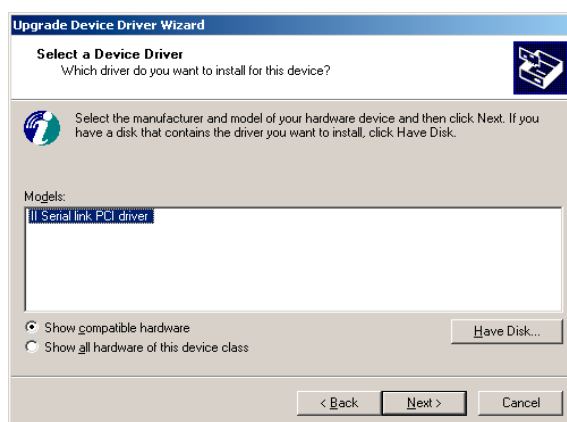 Upgrade Device Driver Wizard
Select a Device Driver
Which driver do you want to install for this device?
Select the manufacturer and model of your hardware device and then click Next. If you
have a disk that contains the driver you want to install, click Have Disk.
Models:
II Serial link PCI driver
Show compatible hardware
Show all hardware of this device class
Have Disk...
< Back
Next >
Cancel